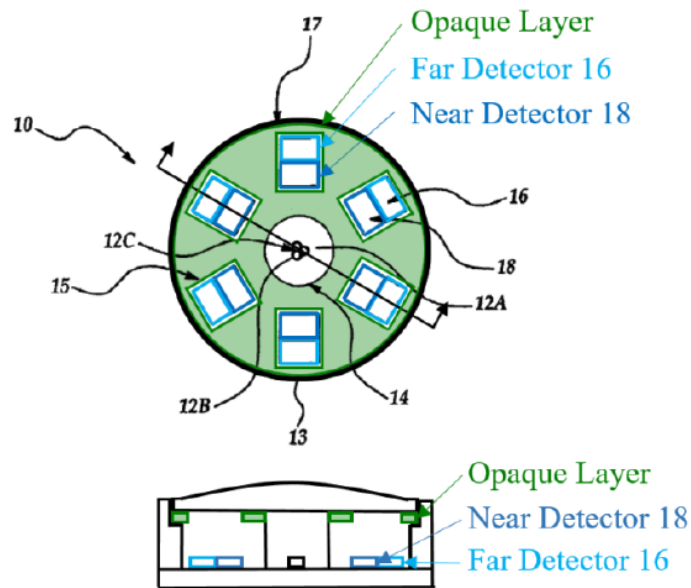 Opaque Layer
17
Far Detector 16
10
Near Detector 18
16
12C
18
15
12A
12B
14
13
Opaque Layer
Near Detector 18
Far Detector 16